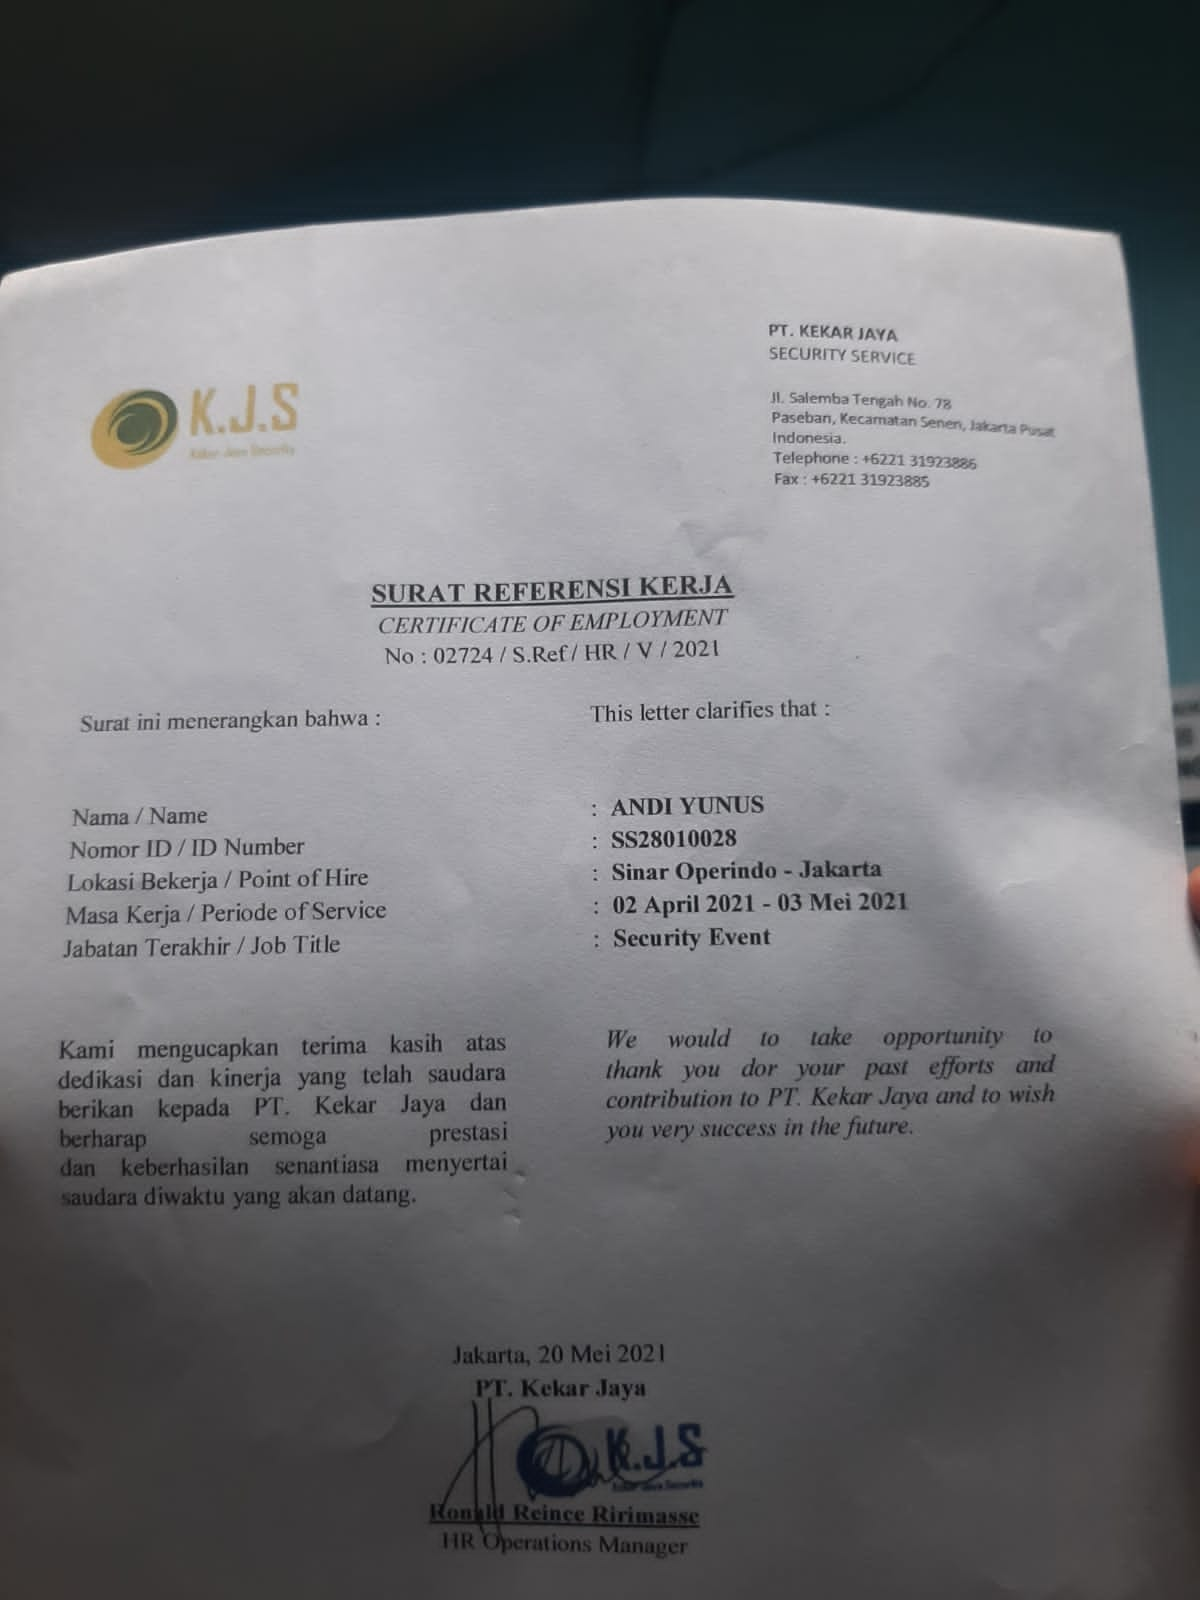 K.J.S
Kekar Jaya Security
PT. KEKAR JAYA
SECURITY SERVICE
Jl. Salemba Tengah No. 78
Paseban, Kecamatan Senen, Jakarta Pusat
Indonesia.
Telephone : +6221 31923886
Fax : +6221 31923885
SURAT REFERENSI KERJA
CERTIFICATE OF EMPLOYMENT
No : 02724 / S.Ref / HR / V / 2021
Surat ini menerangkan bahwa :
This letter clarifies that :
Nama / Name : ANDI YUNUS
Nomor ID / ID Number : SS28010028
Lokasi Bekerja / Point of Hire : Sinar Operindo - Jakarta
Masa Kerja / Periode of Service : 02 April 2021 - 03 Mei 2021
Jabatan Terakhir / Job Title : Security Event
Kami mengucapkan terima kasih atas
dedikasi dan kinerja yang telah saudara
berikan kepada PT. Kekar Jaya dan
berharap semoga prestasi
dan keberhasilan senantiasa menyertai
saudara diwaktu yang akan datang.
We would to take opportunity to
thank you dor your past efforts and
contribution to PT. Kekar Jaya and to wish
you very success in the future.
Jakarta, 20 Mei 2021
PT. Kekar Jaya
K.J.S
Kekar Jaya Security
Ronald Reince Ririmasse
HR Operations Manager